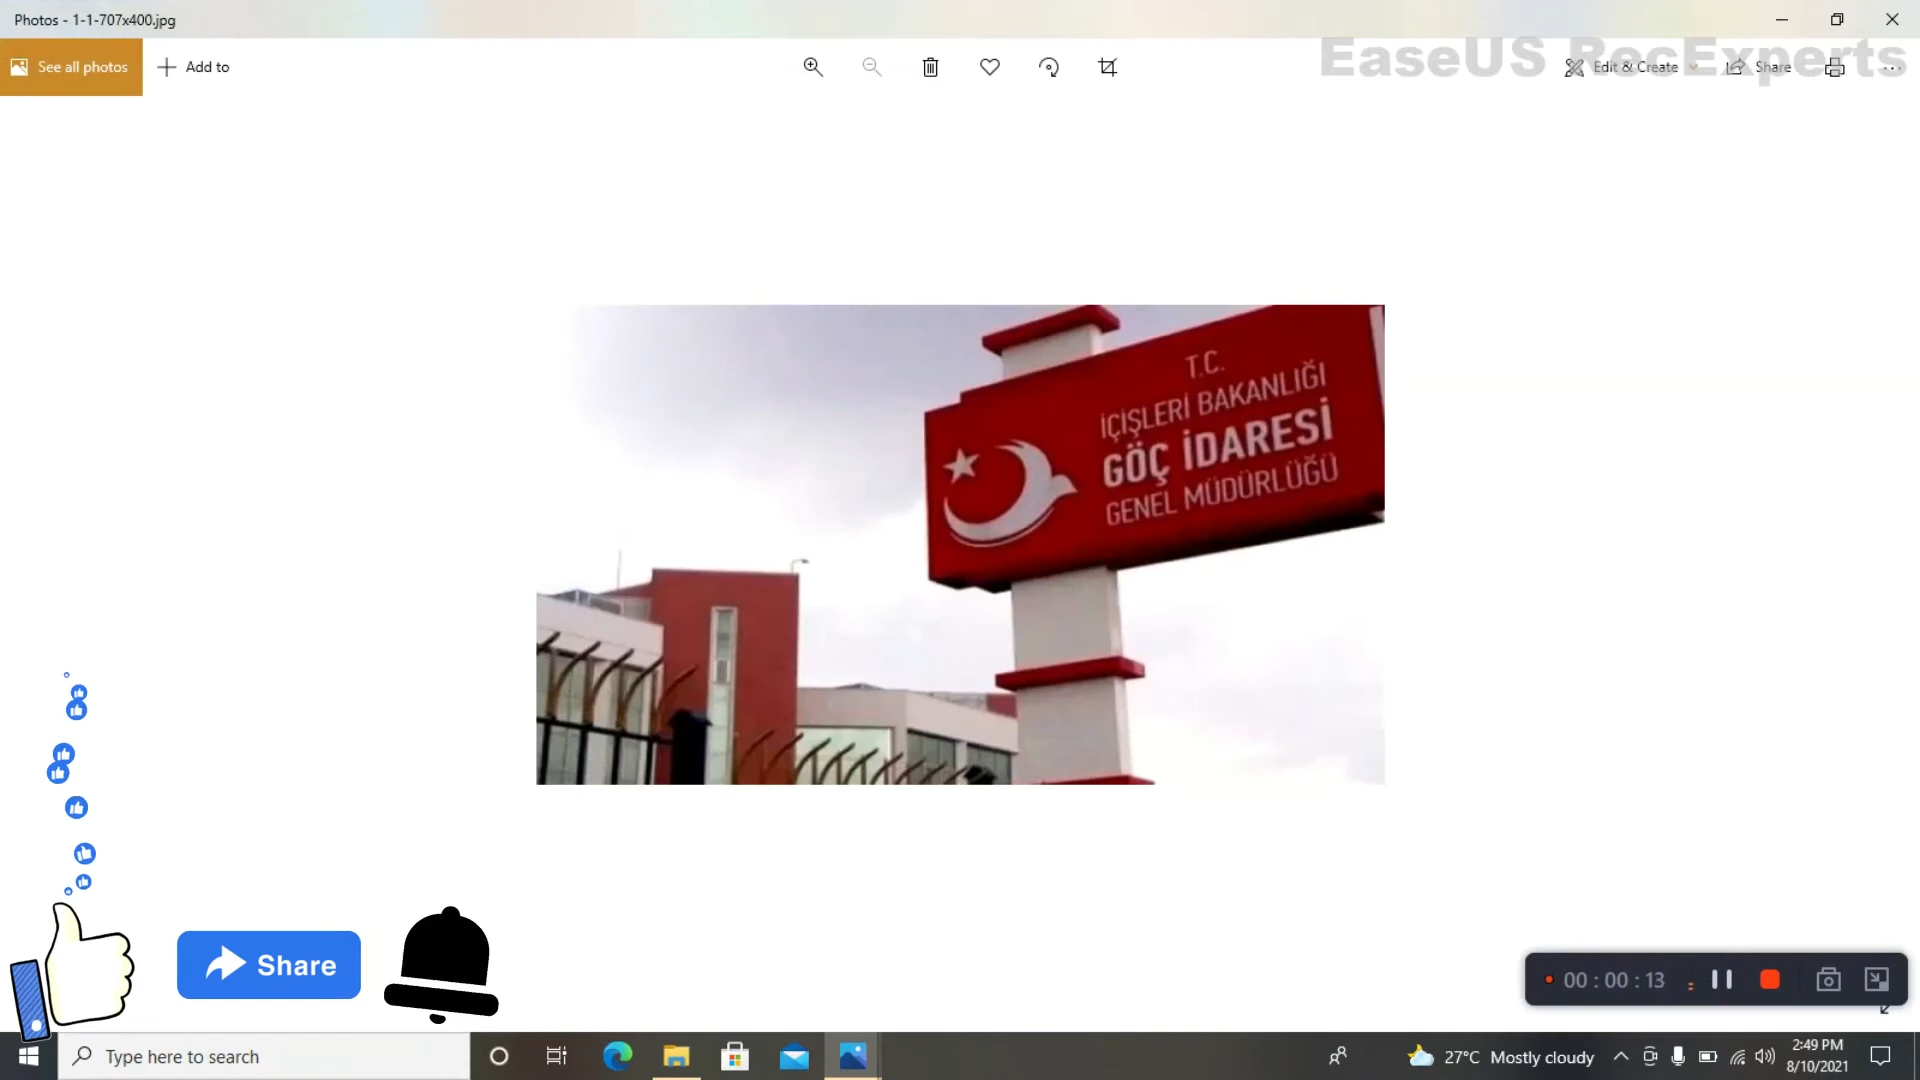 Photos - 1-1-707x400.jpg
See all photos
Add to
EaseUS RecExperts
Edit & Create
Share
T.C.
İÇİŞLERİ BAKANLIĞI
GÖÇ İDARESİ
GENEL MÜDÜRLÜĞÜ
Share
00 : 00 : 13
Type here to search
27°C Mostly cloudy
2:49 PM
8/10/2021